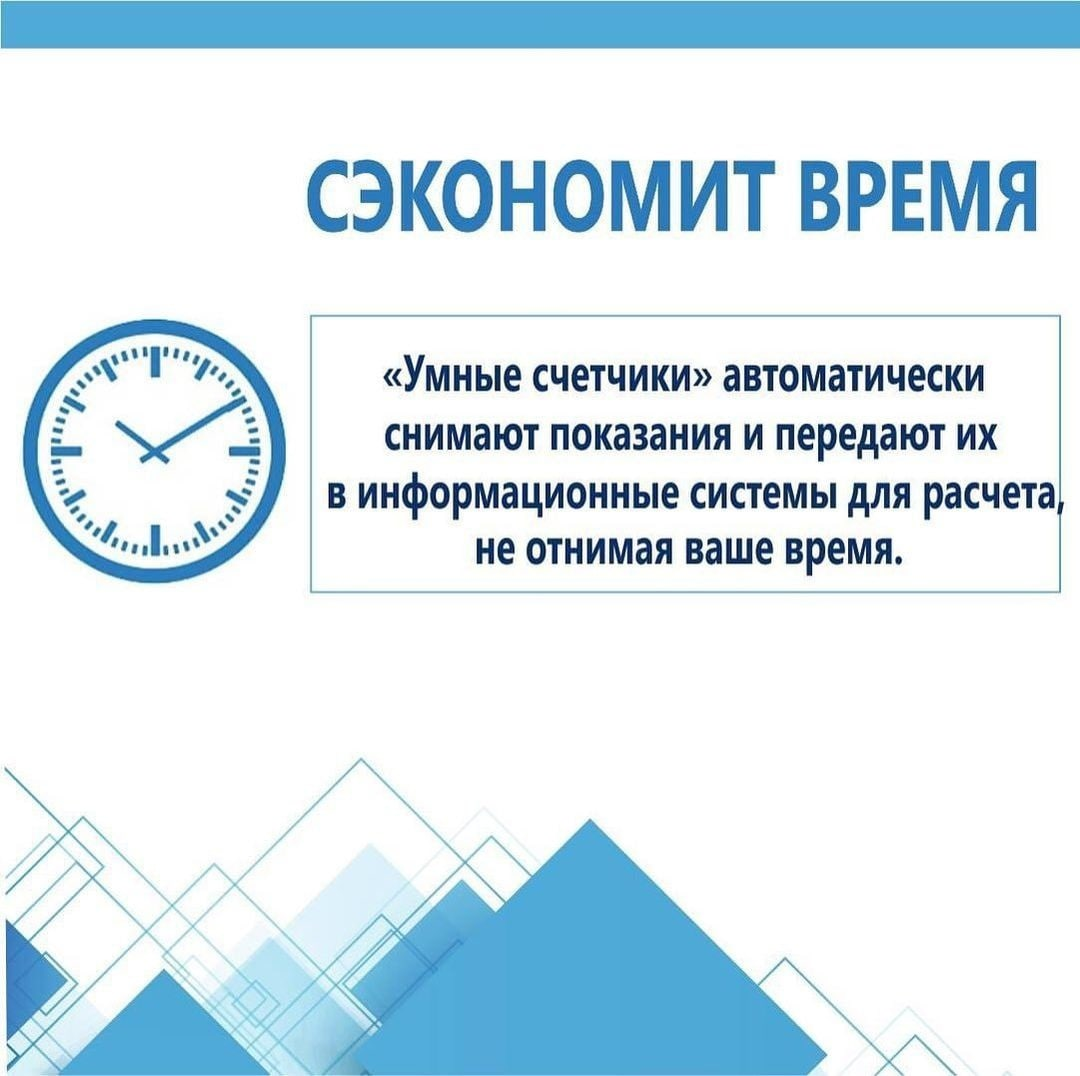 СЭКОНОМИТ ВРЕМЯ
«Умные счетчики» автоматически
снимают показания и передают их
в информационные системы для расчета,
не отнимая ваше время.